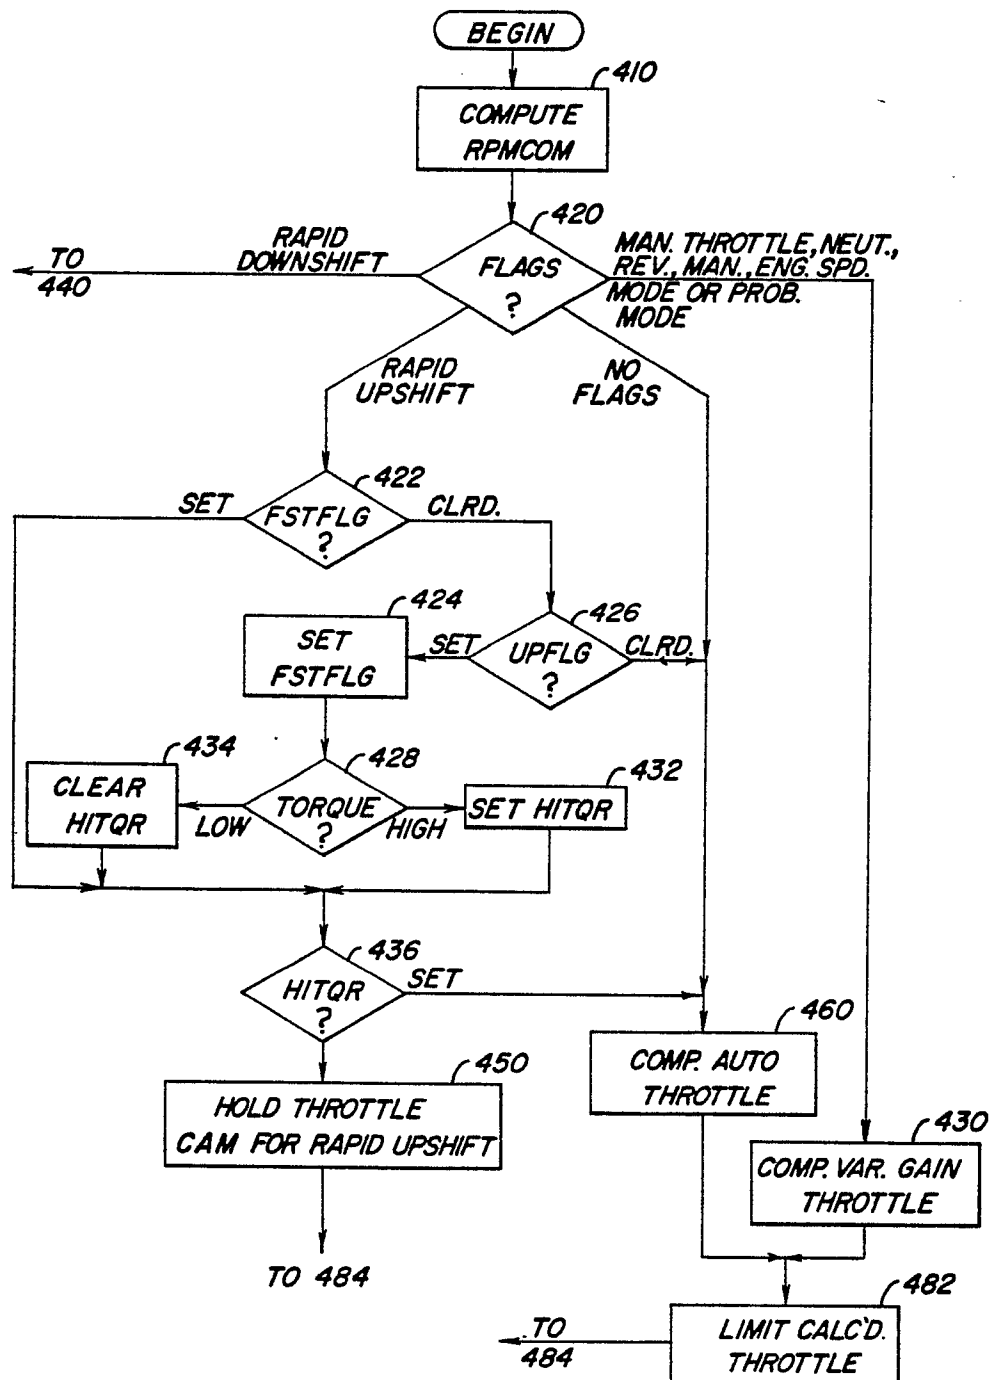 BEGIN
410
COMPUTE
RPMCOM
420
FLAGS
?
RAPID
DOWNSHIFT
TO
440
MAN. THROTTLE, NEUT.,
REV., MAN., ENG. SPD.
MODE OR PROB.
MODE
RAPID
UPSHIFT
NO
FLAGS
422
FSTFLG
?
SET
CLRD.
424
SET
FSTFLG
426
UPFLG
?
SET
CLRD.
434
CLEAR
HITQR
428
TORQUE
?
LOW
HIGH
432
SET HITQR
436
HITQR
?
SET
460
COMP. AUTO
THROTTLE
450
HOLD THROTTLE
CAM FOR RAPID UPSHIFT
430
COMP. VAR. GAIN
THROTTLE
TO 484
482
LIMIT CALC'D.
THROTTLE
TO
484